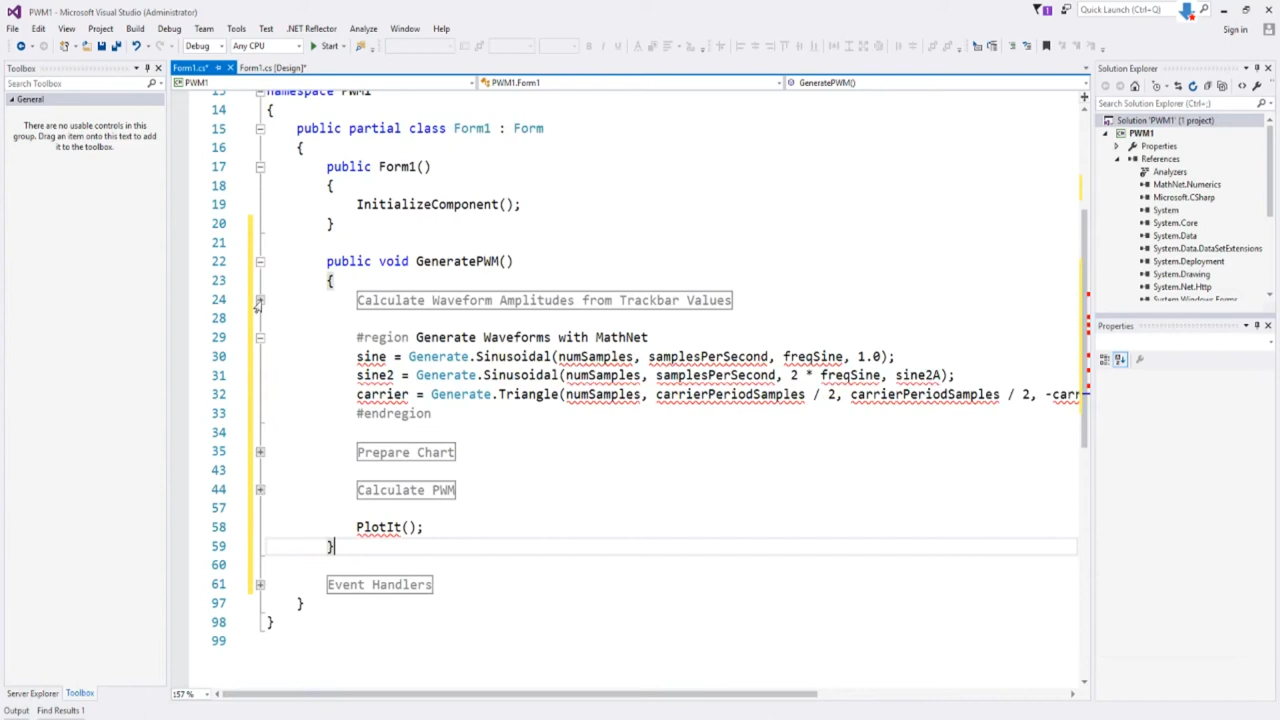 PWM1 - Microsoft Visual Studio (Administrator)
1
Quick Launch (Ctrl+Q)
File Edit View Project Build Debug Team Tools Test .NET Reflector Analyze Window Help
Sign in
Debug Any CPU Start
Toolbox
Search Toolbox
General
There are no usable controls in this
group. Drag an item onto this text to add
it to the toolbox.
Server Explorer Toolbox
Output Find Results 1
Form1.cs* Form1.cs [Design]*
PWM1 PWM1.Form1 GeneratePWM()
13 namespace PWM1
14 {
15 public partial class Form1 : Form
16 {
17 public Form1()
18 {
19 InitializeComponent();
20 }
21
22 public void GeneratePWM()
23 {
24 Calculate Waveform Amplitudes from Trackbar Values
28
29 #region Generate Waveforms with MathNet
30 sine = Generate.Sinusoidal(numSamples, samplesPerSecond, freqSine, 1.0);
31 sine2 = Generate.Sinusoidal(numSamples, samplesPerSecond, 2 * freqSine, sine2A);
32 carrier = Generate.Triangle(numSamples, carrierPeriodSamples / 2, carrierPeriodSamples / 2, -carr
33 #endregion
34
35 Prepare Chart
43
44 Calculate PWM
57
58 PlotIt();
59 }
60
61 Event Handlers
97 }
98 }
99
157 %
Solution Explorer
Search Solution Explorer (Ctrl+;)
Solution 'PWM1' (1 project)
PWM1
Properties
References
Analyzers
MathNet.Numerics
Microsoft.CSharp
System
System.Core
System.Data
System.Data.DataSetExtensions
System.Deployment
System.Drawing
System.Net.Http
System.Windows.Forms
Properties